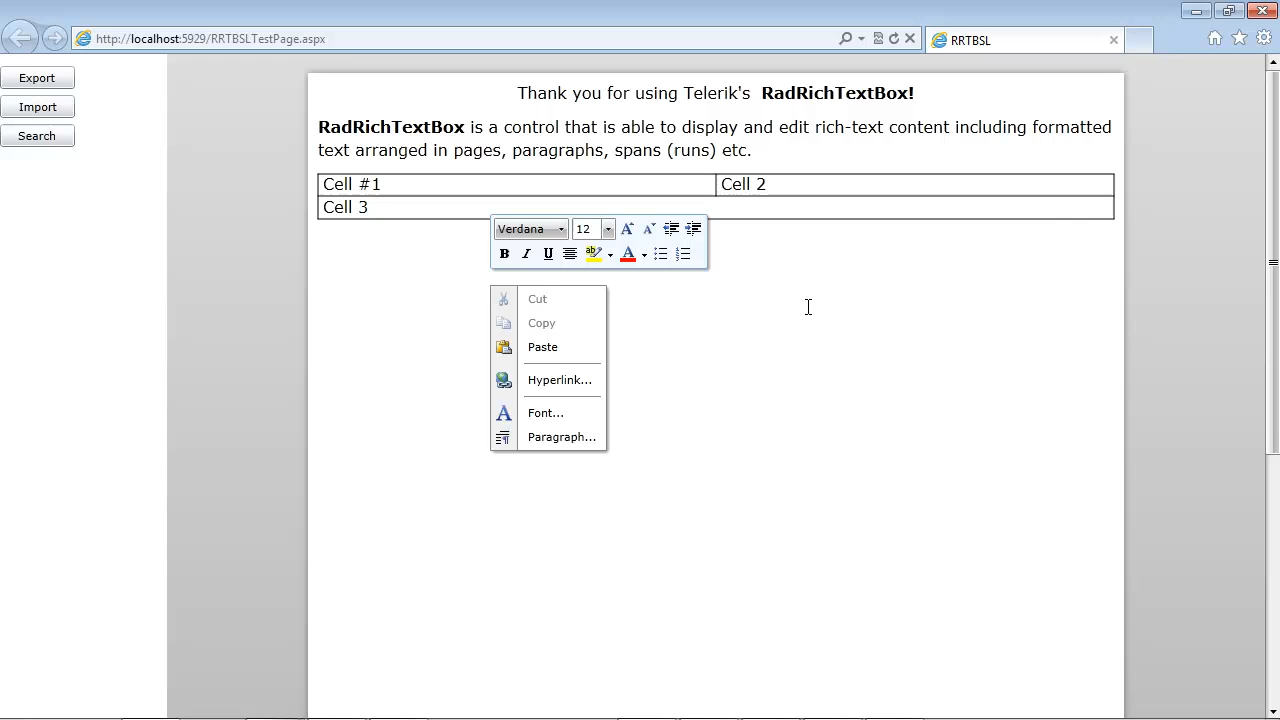 http://localhost:5929/RRTBSLTestPage.aspx
RRTBSL
Export
Import
Search
Thank you for using Telerik's RadRichTextBox!
RadRichTextBox is a control that is able to display and edit rich-text content including formatted
text arranged in pages, paragraphs, spans (runs) etc.
Cell #1 Cell 2
Cell 3
Verdana 12
Cut
Copy
Paste
Hyperlink...
Font...
Paragraph...